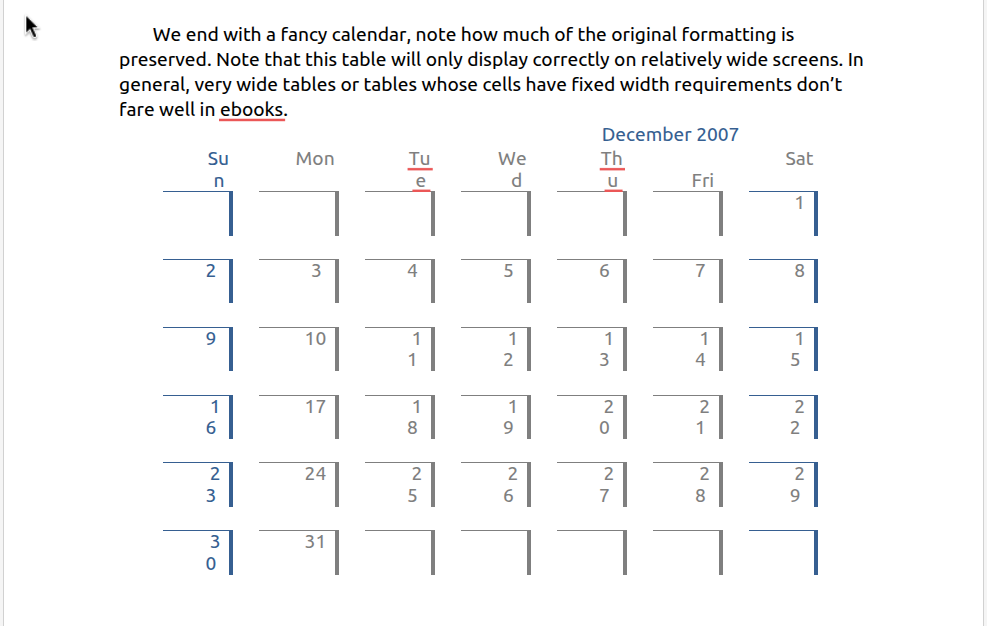 We end with a fancy calendar, note how much of the original formatting is
preserved. Note that this table will only display correctly on relatively wide screens. In
general, very wide tables or tables whose cells have fixed width requirements don’t
fare well in ebooks.
December 2007
Su Mon Tu We Th Sat
n e d u Fri
1
2 3 4 5 6 7 8
9 10 1 1 1 1 1
1 2 3 4 5
1 17 1 1 2 2 2
6 8 9 0 1 2
2 24 2 2 2 2 2
3 5 6 7 8 9
3 31
0